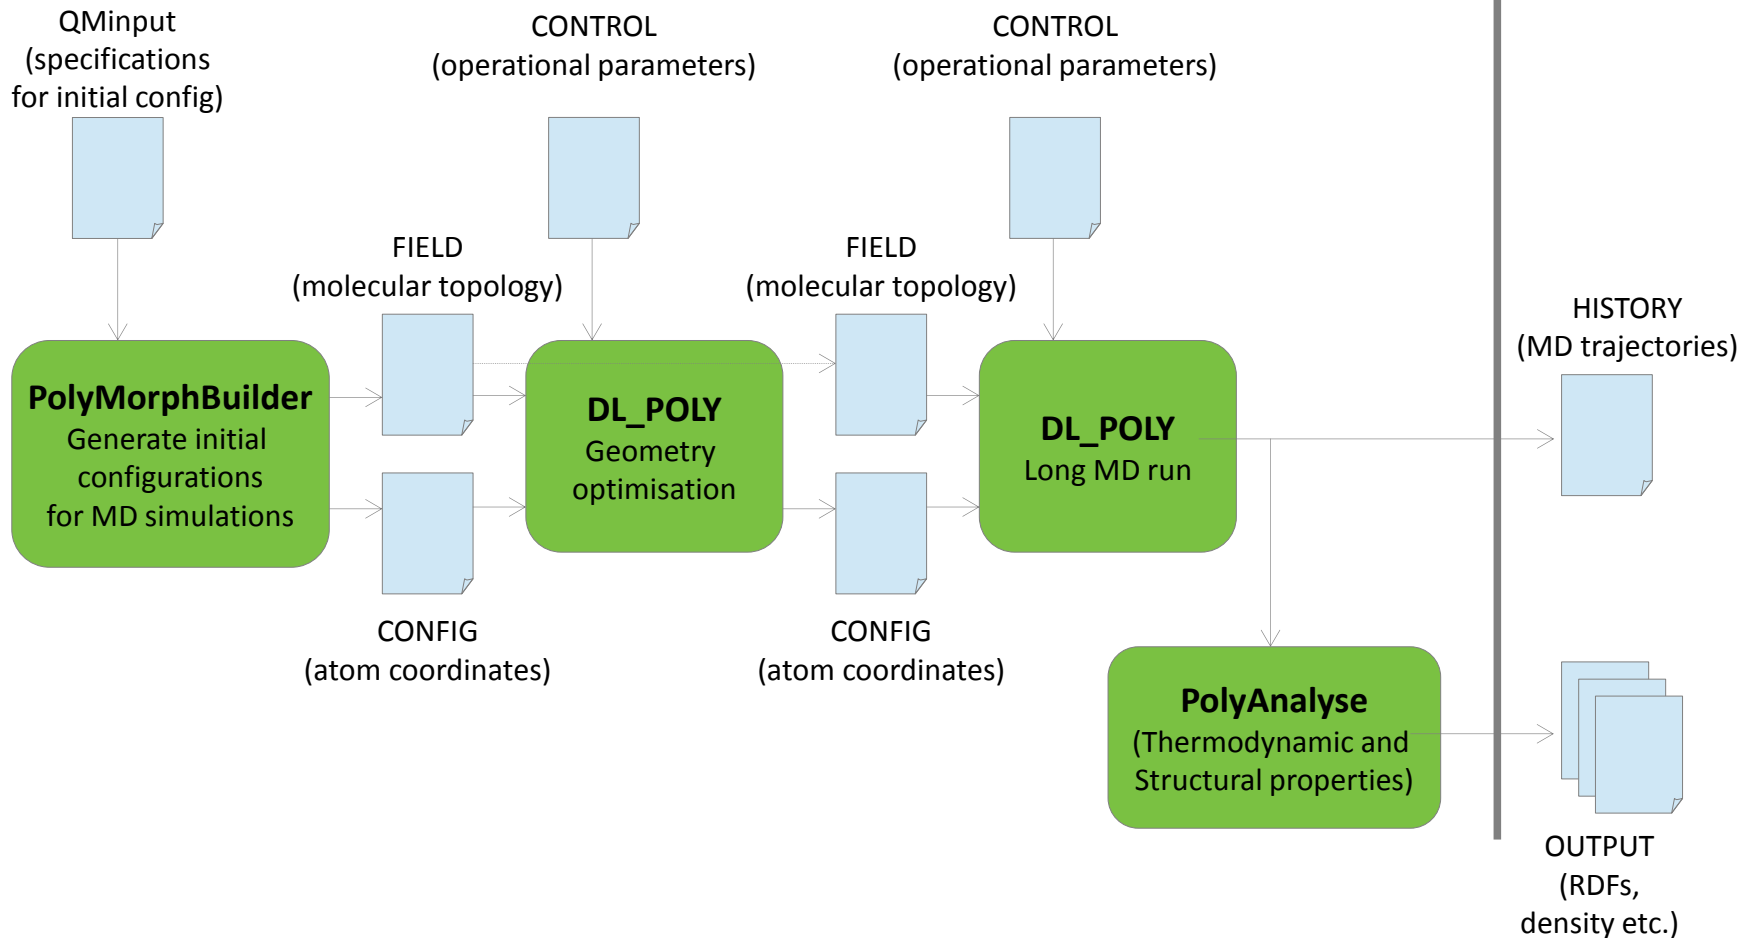 QMinput
(specifications
for initial config)
CONTROL
(operational parameters)
CONTROL
(operational parameters)
FIELD
(molecular topology)
FIELD
(molecular topology)
HISTORY
(MD trajectories)
PolyMorphBuilder
Generate initial
configurations
for MD simulations
DL_POLY
Geometry
optimisation
DL_POLY
Long MD run
CONFIG
(atom coordinates)
CONFIG
(atom coordinates)
PolyAnalyse
(Thermodynamic and
Structural properties)
OUTPUT
(RDFs,
density etc.)